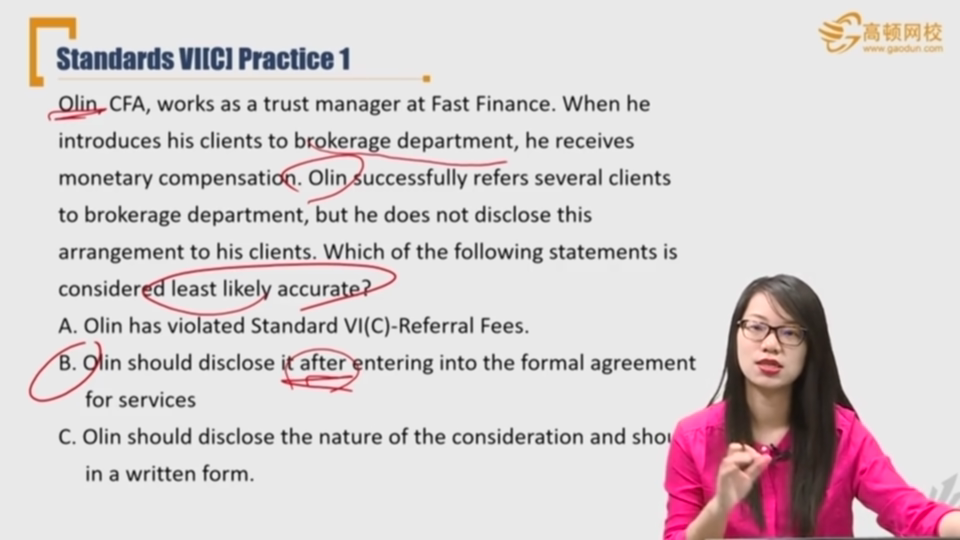 高顿网校
www.gaodun.com
Standards VI[C] Practice 1
Olin, CFA, works as a trust manager at Fast Finance. When he
introduces his clients to brokerage department, he receives
monetary compensation. Olin successfully refers several clients
to brokerage department, but he does not disclose this
arrangement to his clients. Which of the following statements is
considered least likely accurate?
A. Olin has violated Standard VI(C)-Referral Fees.
B. Olin should disclose it after entering into the formal agreement
for services
C. Olin should disclose the nature of the consideration and
in a written form.